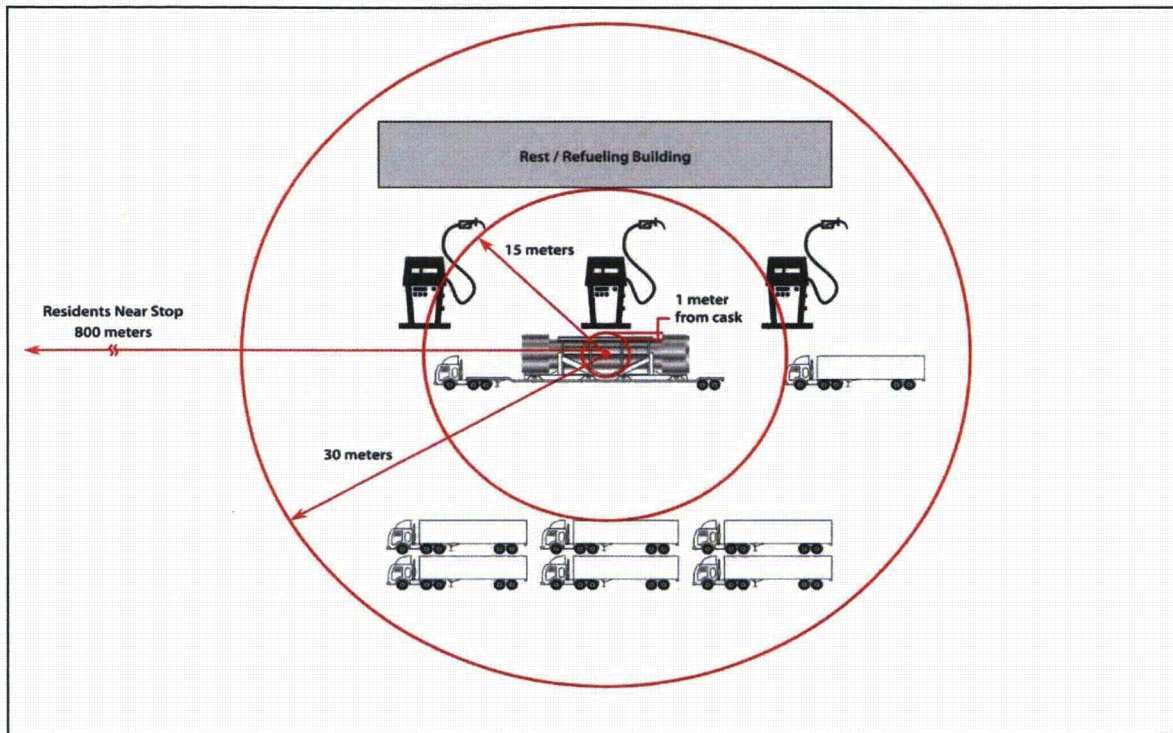 Rest / Refueling Building
15 meters
1 meter
from cask
Residents Near Stop
800 meters
30 meters